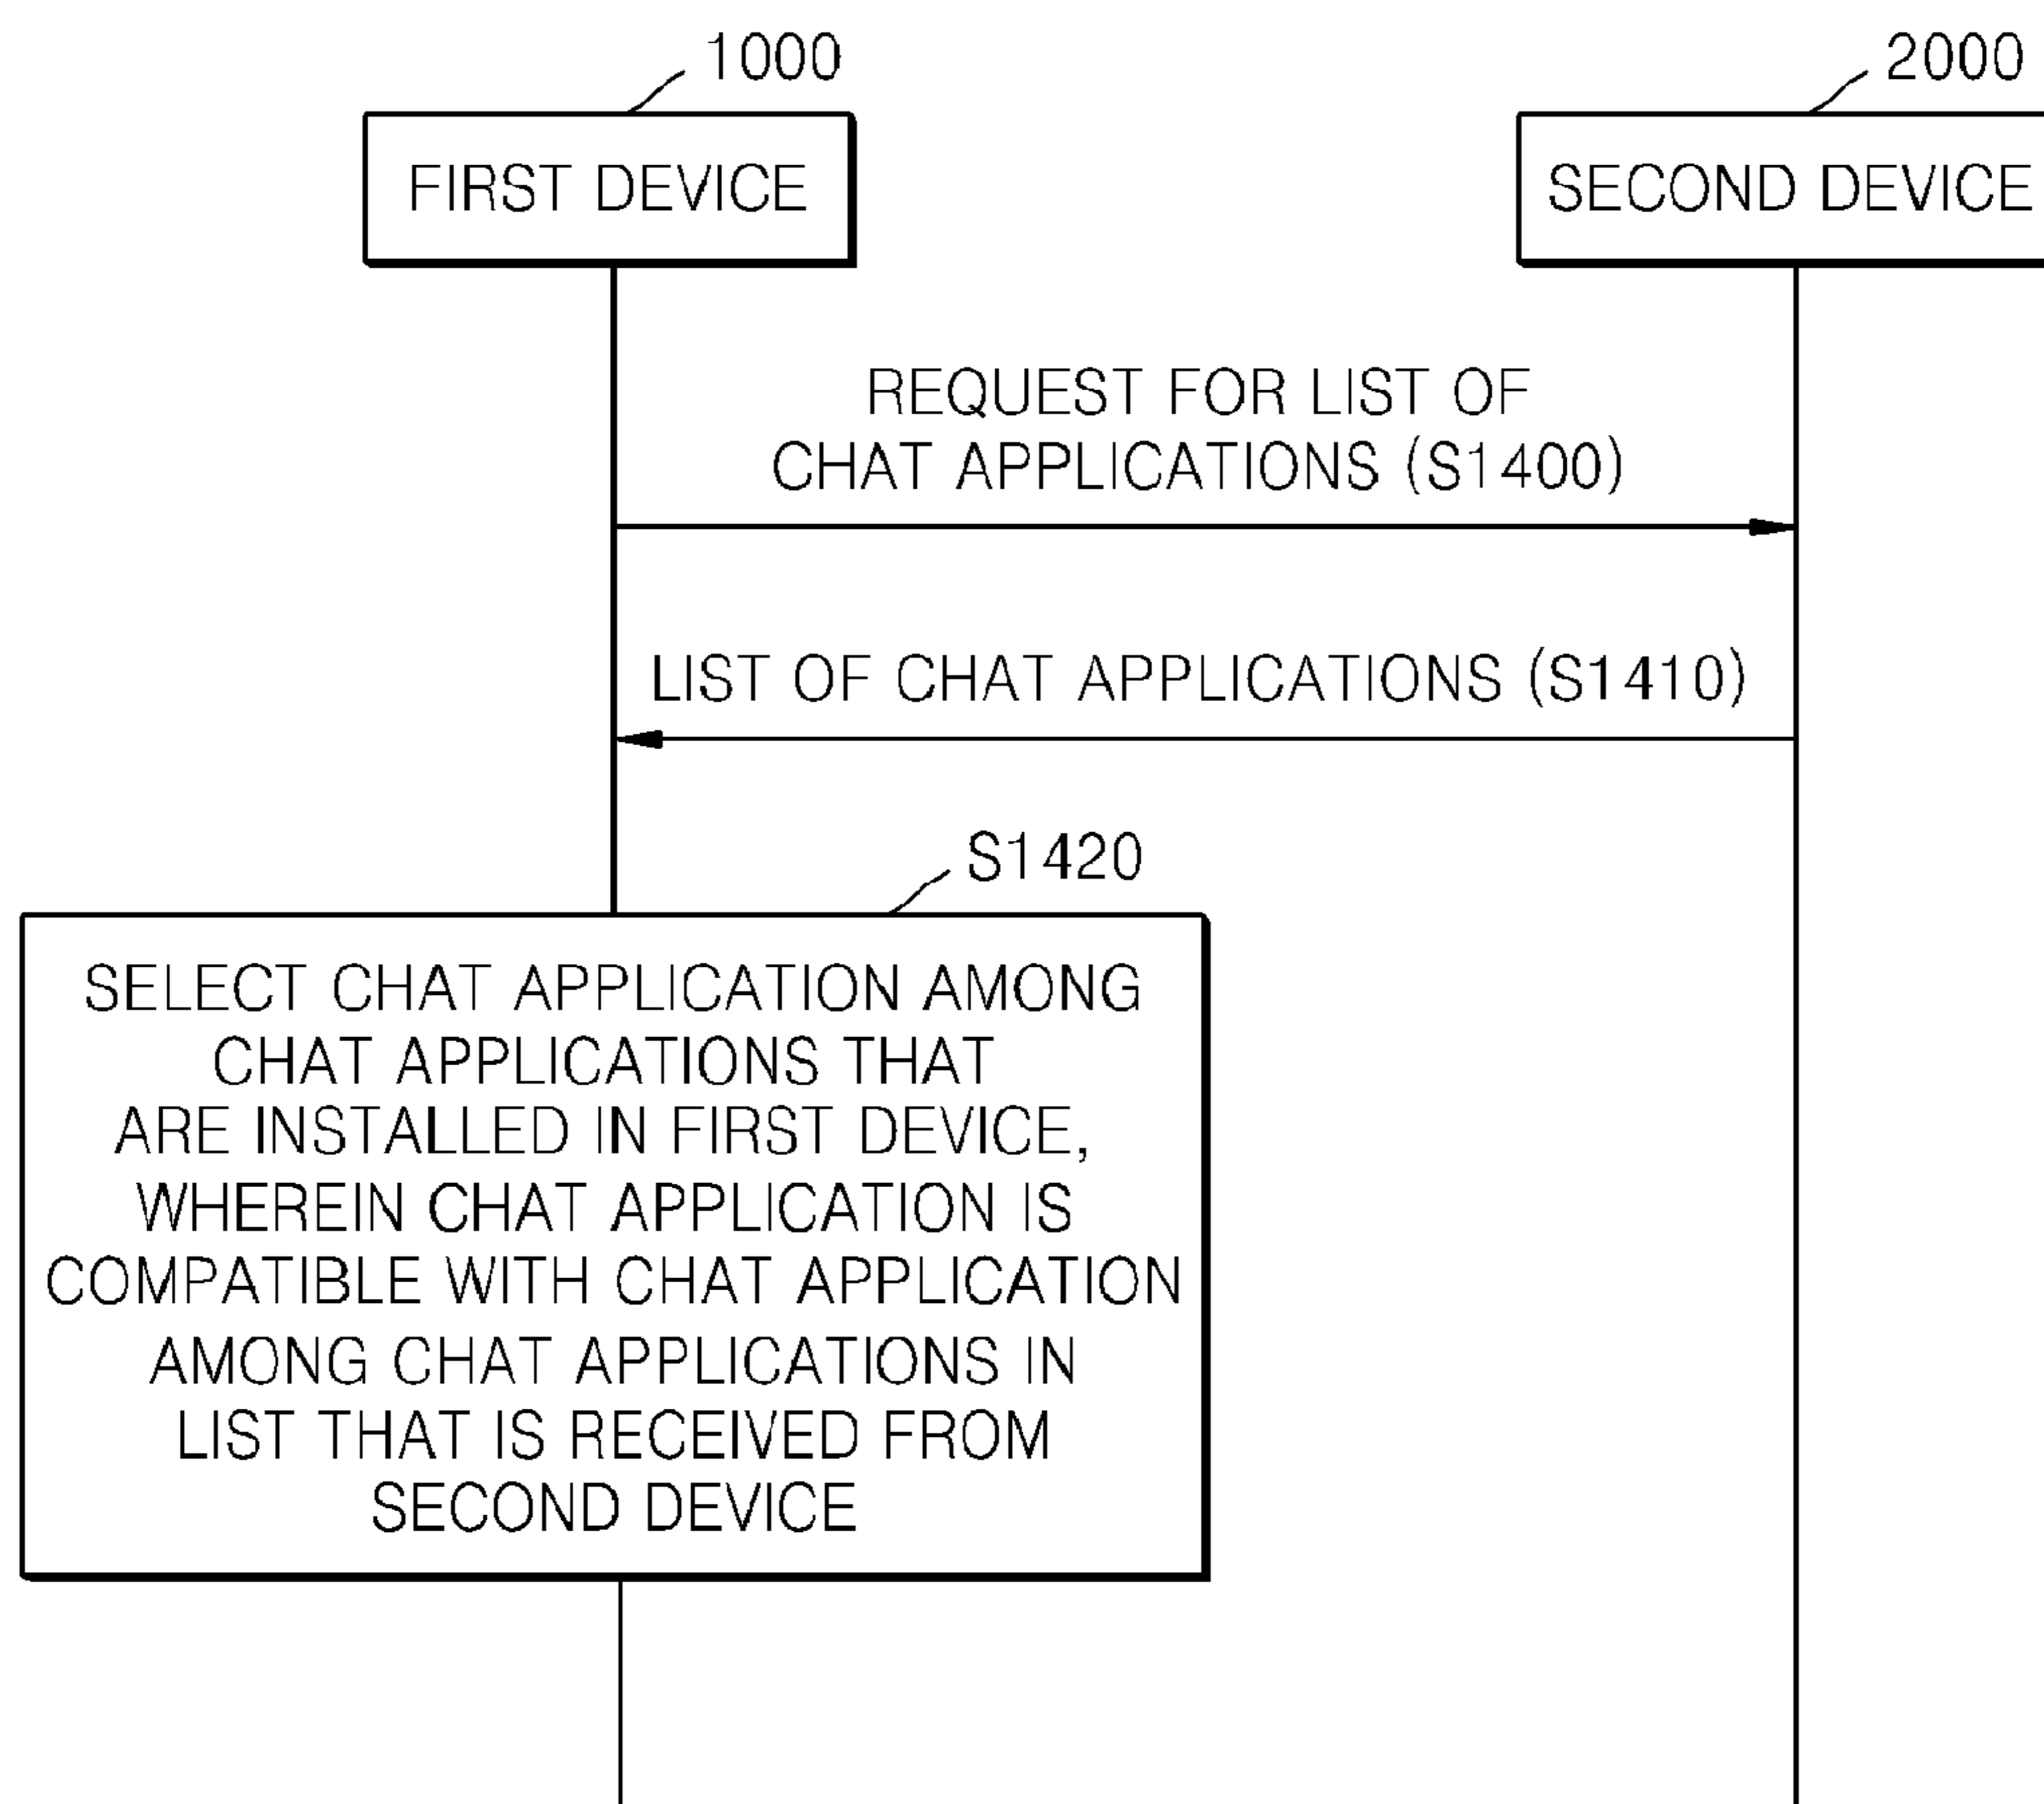 1000
2000
FIRST DEVICE
SECOND DEVICE
REQUEST FOR LIST OF
CHAT APPLICATIONS (S1400)
LIST OF CHAT APPLICATIONS (S1410)
S1420
SELECT CHAT APPLICATION AMONG
CHAT APPLICATIONS THAT
ARE INSTALLED IN FIRST DEVICE,
WHEREIN CHAT APPLICATION IS
COMPATIBLE WITH CHAT APPLICATION
AMONG CHAT APPLICATIONS IN
LIST THAT IS RECEIVED FROM
SECOND DEVICE